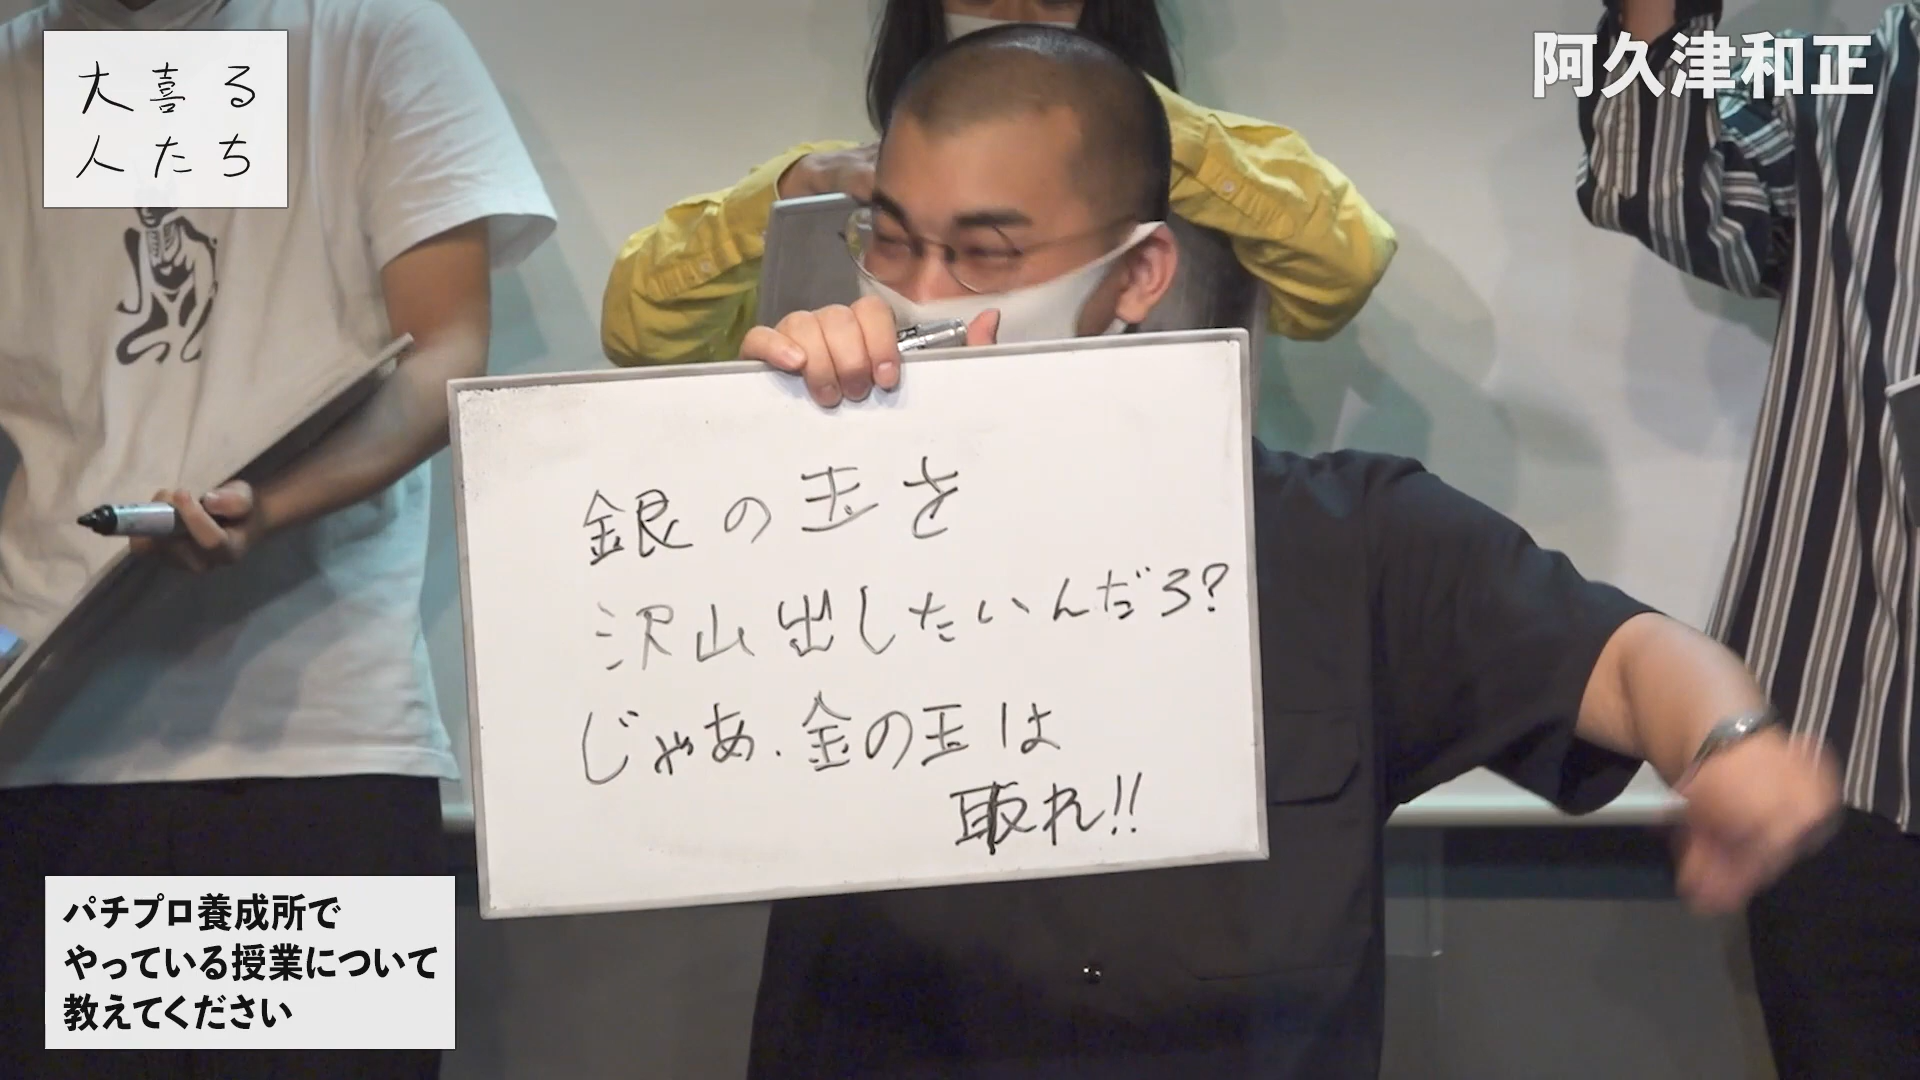 大喜る
人たち
阿久津和正
銀の玉を
沢山出したいんだろ?
じゃあ、金の玉は
取れ!!
パチプロ養成所で
やっている授業について
教えてください